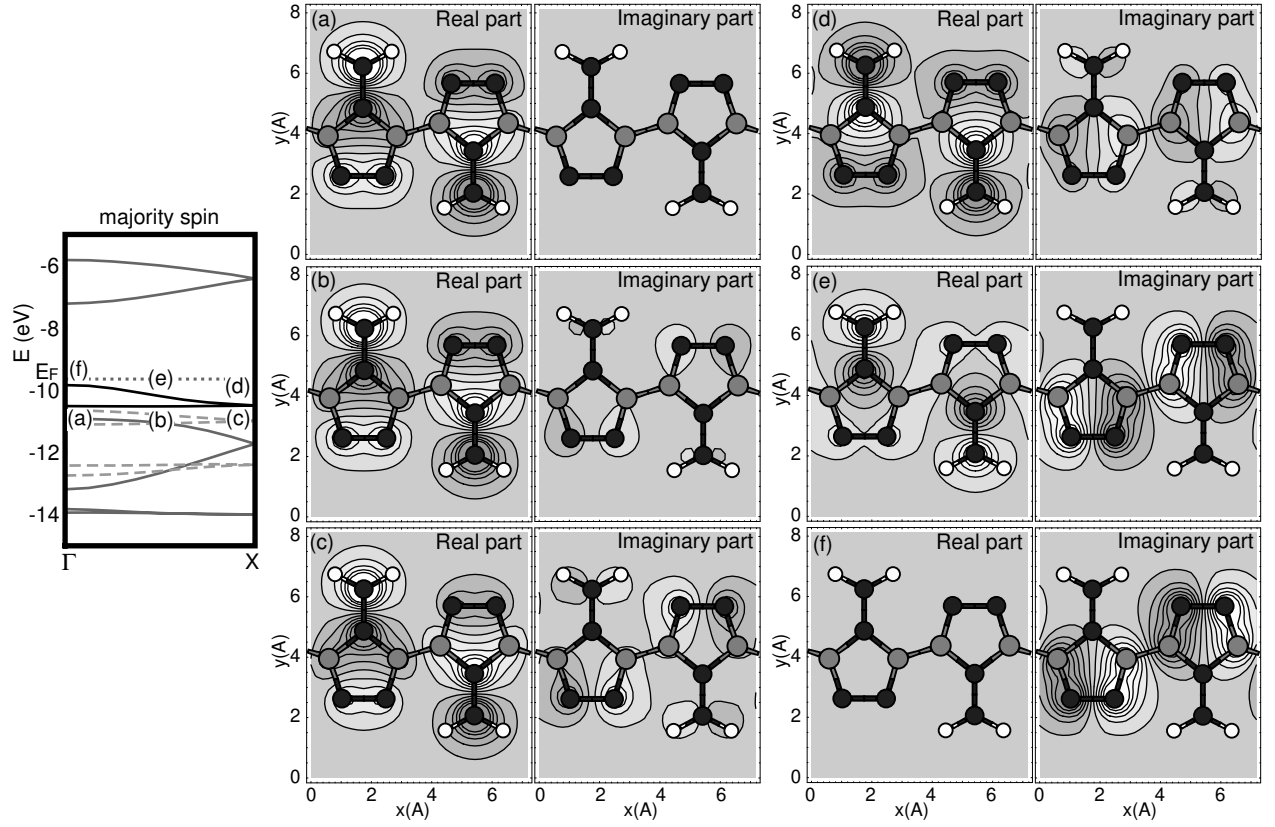 majority spin
E (eV)
-6
-8
E_F
-10
-12
-14
(f)
(e)
(d)
(a)
(b)
(c)
Γ
X
(a)
Real part
Imaginary part
y(A)
8
6
4
2
0
(d)
Real part
Imaginary part
y(A)
8
6
4
2
0
(b)
Real part
Imaginary part
y(A)
8
6
4
2
0
(e)
Real part
Imaginary part
y(A)
8
6
4
2
0
(c)
Real part
Imaginary part
y(A)
8
6
4
2
0
0 2 4 6
x(A)
0 2 4 6
x(A)
(f)
Real part
Imaginary part
y(A)
8
6
4
2
0
0 2 4 6
x(A)
0 2 4 6
x(A)